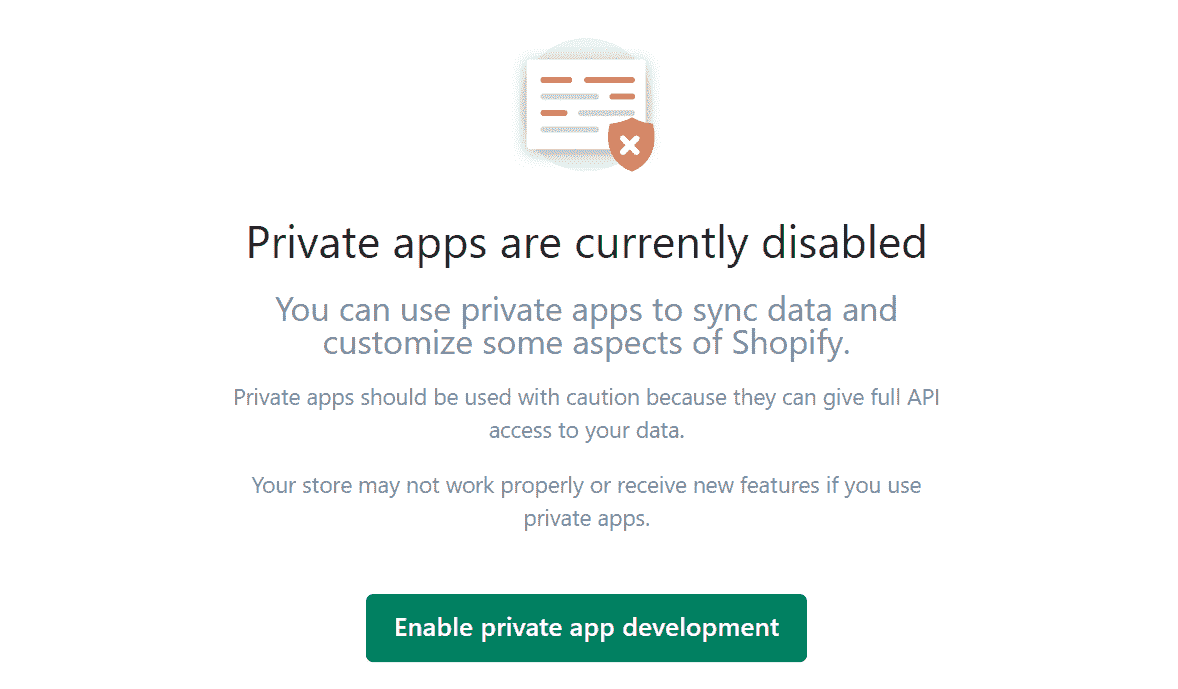 Private apps are currently disabled
You can use private apps to sync data and
customize some aspects of Shopify.
Private apps should be used with caution because they can give full API
access to your data.
Your store may not work properly or receive new features if you use
private apps.
Enable private app development